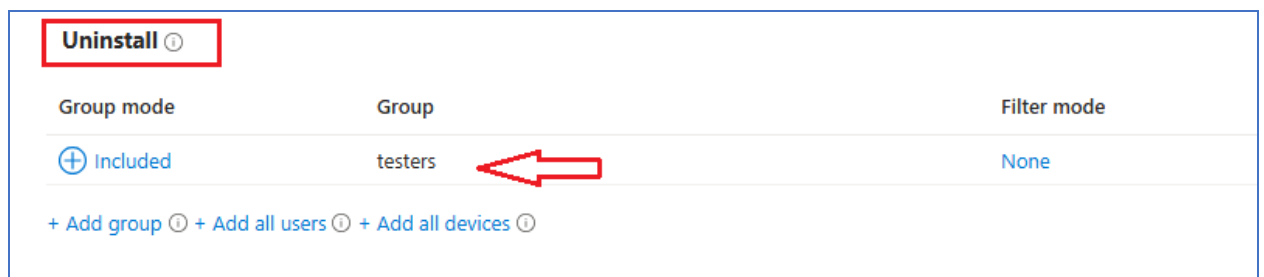 Uninstall
Group mode Group Filter mode
Included testers None
+ Add group + Add all users + Add all devices